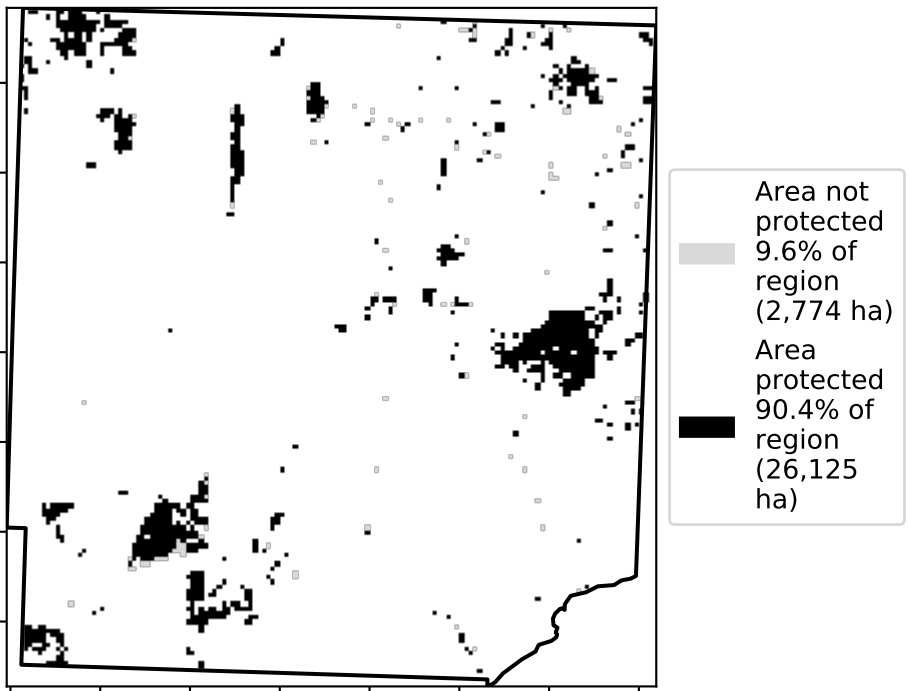 Area not
protected
9.6% of
region
(2,774 ha)
Area
protected
90.4% of
region
(26,125
ha)